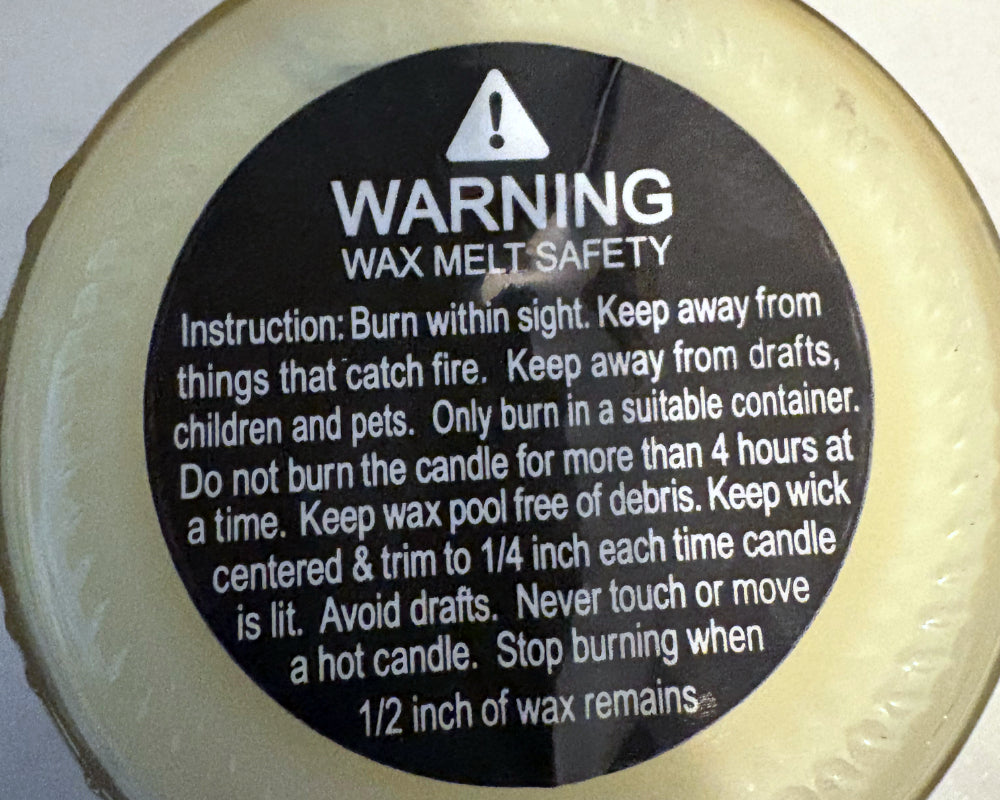 WARNING
WAX MELT SAFETY
Instruction: Burn within sight. Keep away from
things that catch fire. Keep away from drafts,
children and pets. Only burn in a suitable container.
Do not burn the candle for more than 4 hours at
a time. Keep wax pool free of debris. Keep wick
centered & trim to 1/4 inch each time candle
is lit. Avoid drafts. Never touch or move
a hot candle. Stop burning when
1/2 inch of wax remains